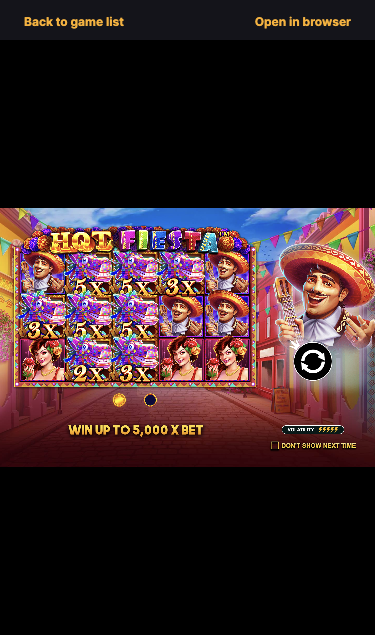 Back to game list
Open in browser
HOT FIESTA
5X 5X 3X
3X 5X 5X
2X 3X
WIN UP TO 5,000 X BET
VOLATILITY
DON'T SHOW NEXT TIME